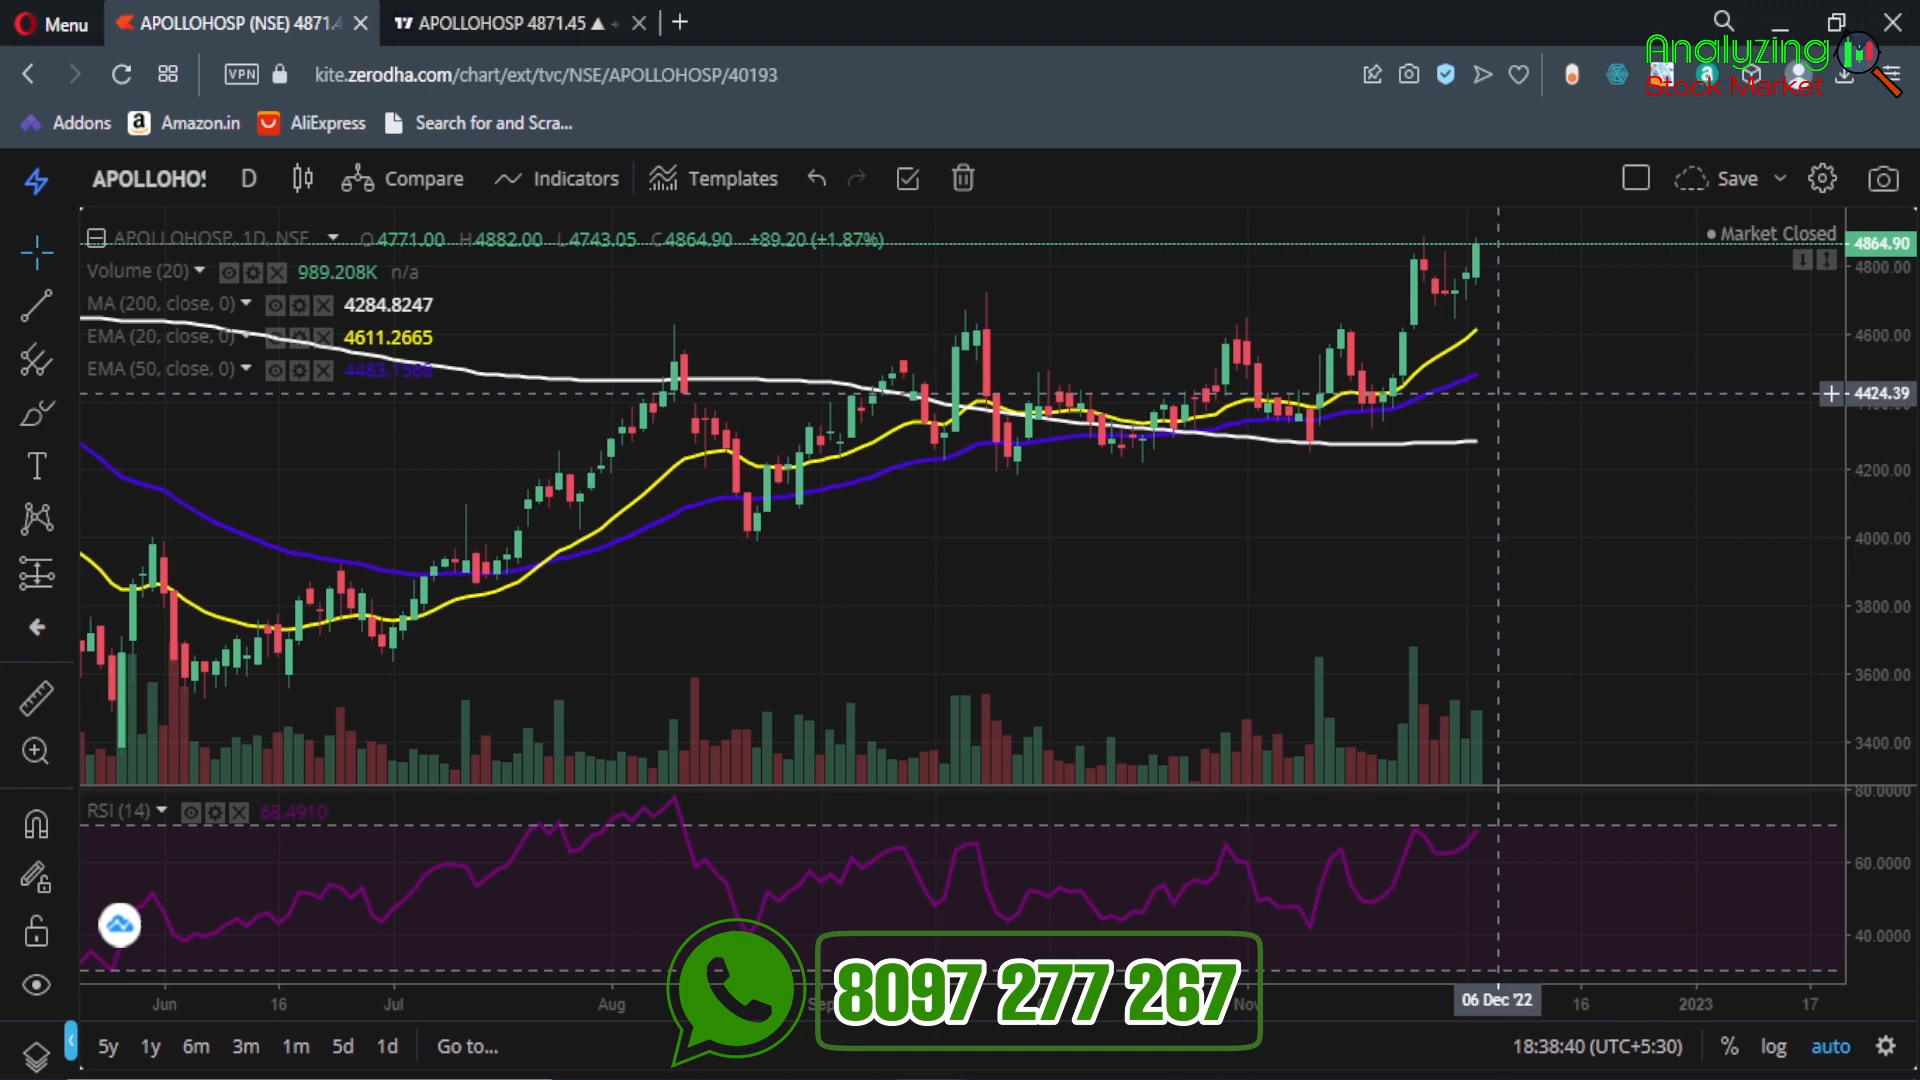 Menu
APOLLOHOSP (NSE) 4871.4
APOLLOHOSP 4871.45 ▲ +
Analyzing
Stock Market
VPN
kite.zerodha.com/chart/ext/tvc/NSE/APOLLOHOSP/40193
Addons
Amazon.in
AliExpress
Search for and Scra...
APOLLOHO
D
Compare
Indicators
Templates
Save
APOLLOHOSP, 1D, NSE O4771.00 H4882.00 L4743.05 C4864.90 +89.20 (+1.87%)
Market Closed
4864.90
4800.00
Volume (20) 989.208K n/a
MA (200, close, 0) 4284.8247
EMA (20, close, 0) 4611.2665
4600.00
EMA (50, close, 0) 4483.1588
4424.39
4200.00
4000.00
3800.00
3600.00
3400.00
80.0000
RSI (14) 68.4910
60.0000
40.0000
8097 277 267
Jun 16 Jul Aug Nov 06 Dec '22 16 2023 17
5y 1y 6m 3m 1m 5d 1d Go to...
18:38:40 (UTC+5:30) % log auto